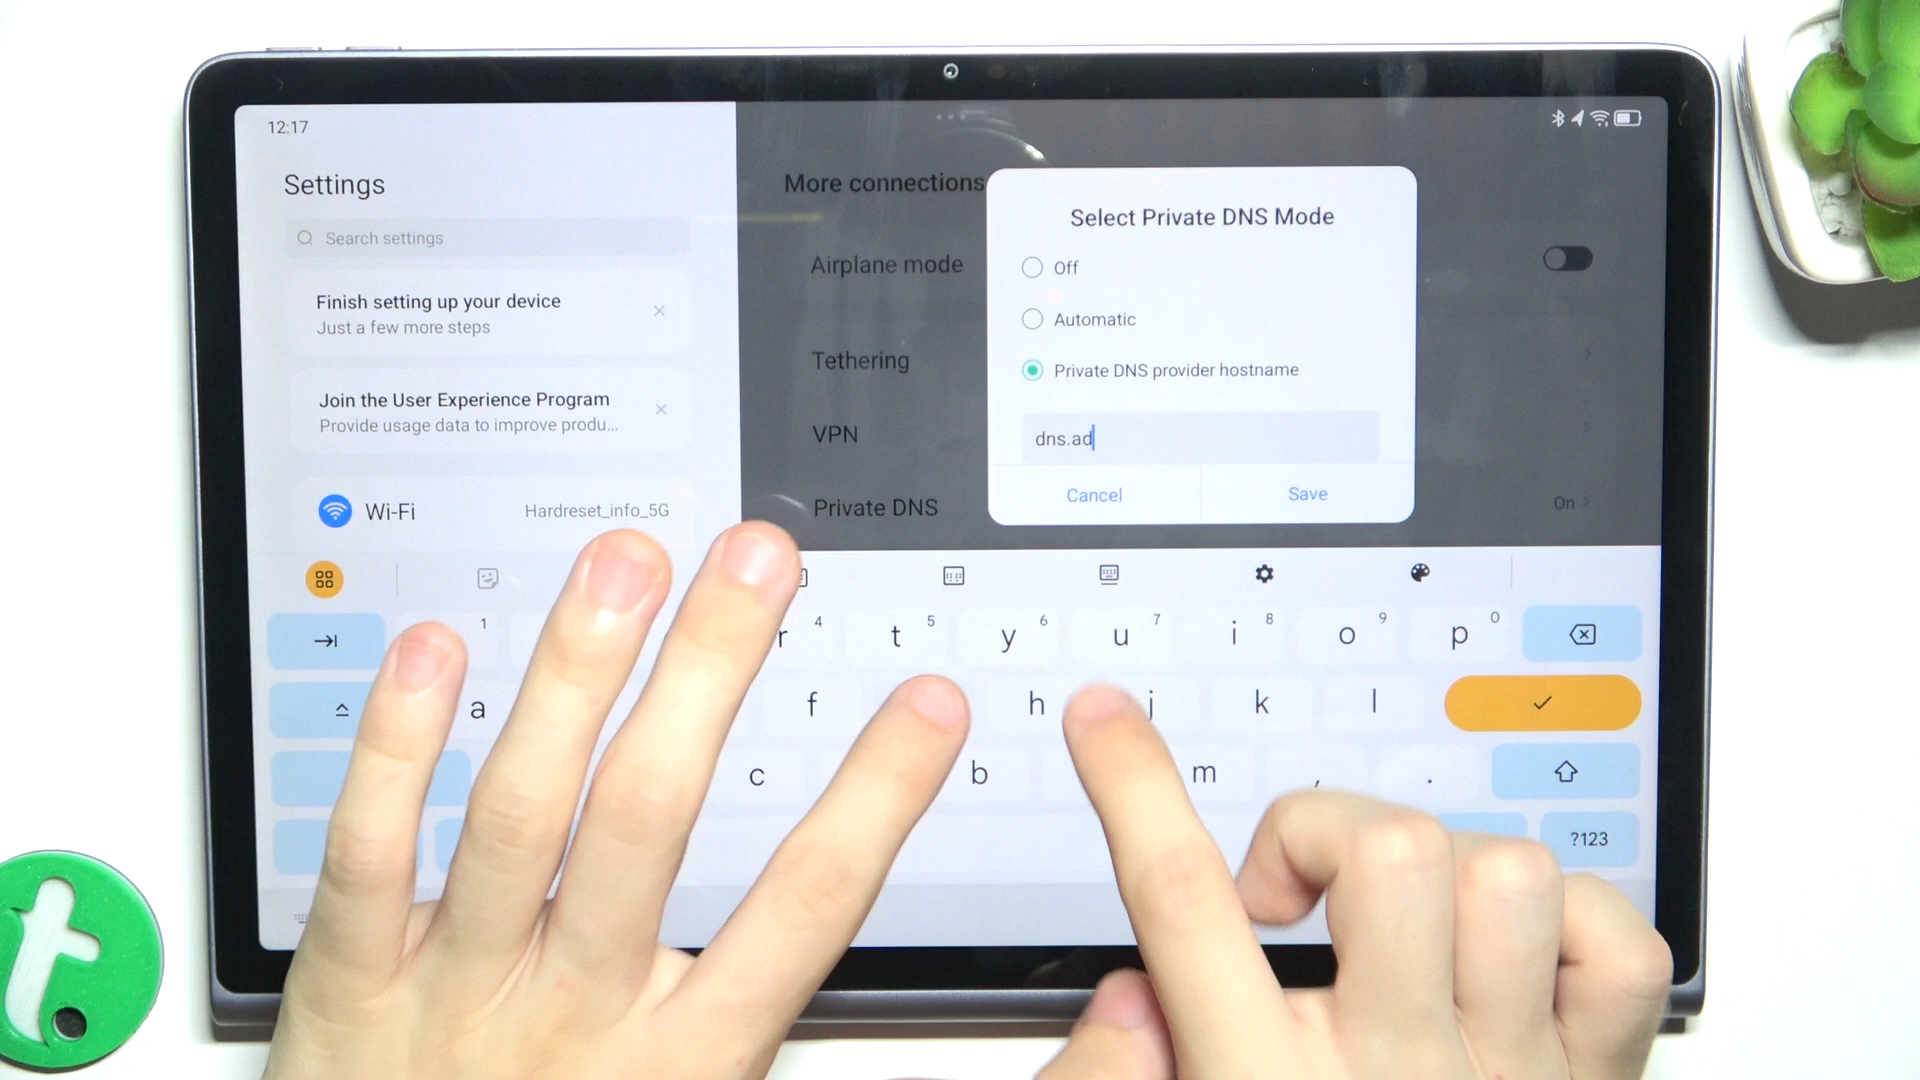 12:17
Settings
Search settings
Finish setting up your device
Just a few more steps
Join the User Experience Program
Provide usage data to improve produ...
Wi-Fi
Hardreset_info_5G
More connections
Airplane mode
Tethering
VPN
Private DNS
On
Select Private DNS Mode
Off
Automatic
Private DNS provider hostname
dns.ad
Cancel
Save
1
r 4
t 5
y 6
u 7
i 8
o 9
p 0
a
f
h
j
k
l
c
b
m
,
.
?123
t.